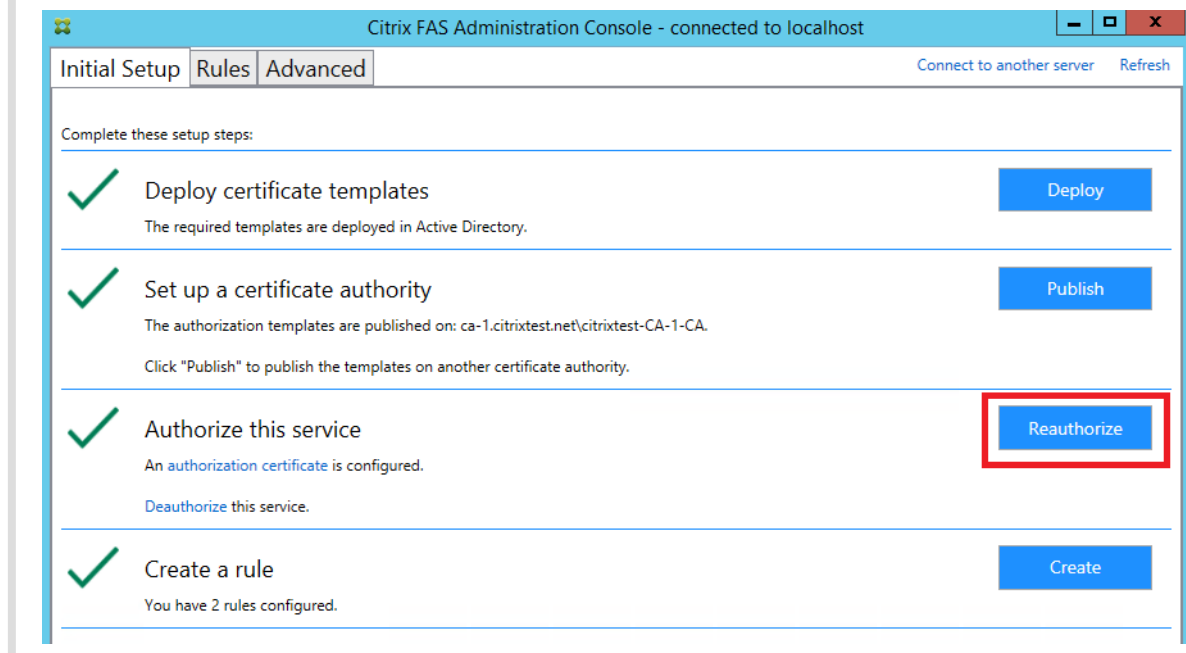 Citrix FAS Administration Console - connected to localhost
Initial Setup Rules Advanced Connect to another server Refresh
Complete these setup steps:
Deploy certificate templates
Deploy
The required templates are deployed in Active Directory.
Set up a certificate authority
Publish
The authorization templates are published on: ca-1.citrixtest.net\citrixtest-CA-1-CA.
Click "Publish" to publish the templates on another certificate authority.
Authorize this service
Reauthorize
An authorization certificate is configured.
Deauthorize this service.
Create a rule
Create
You have 2 rules configured.